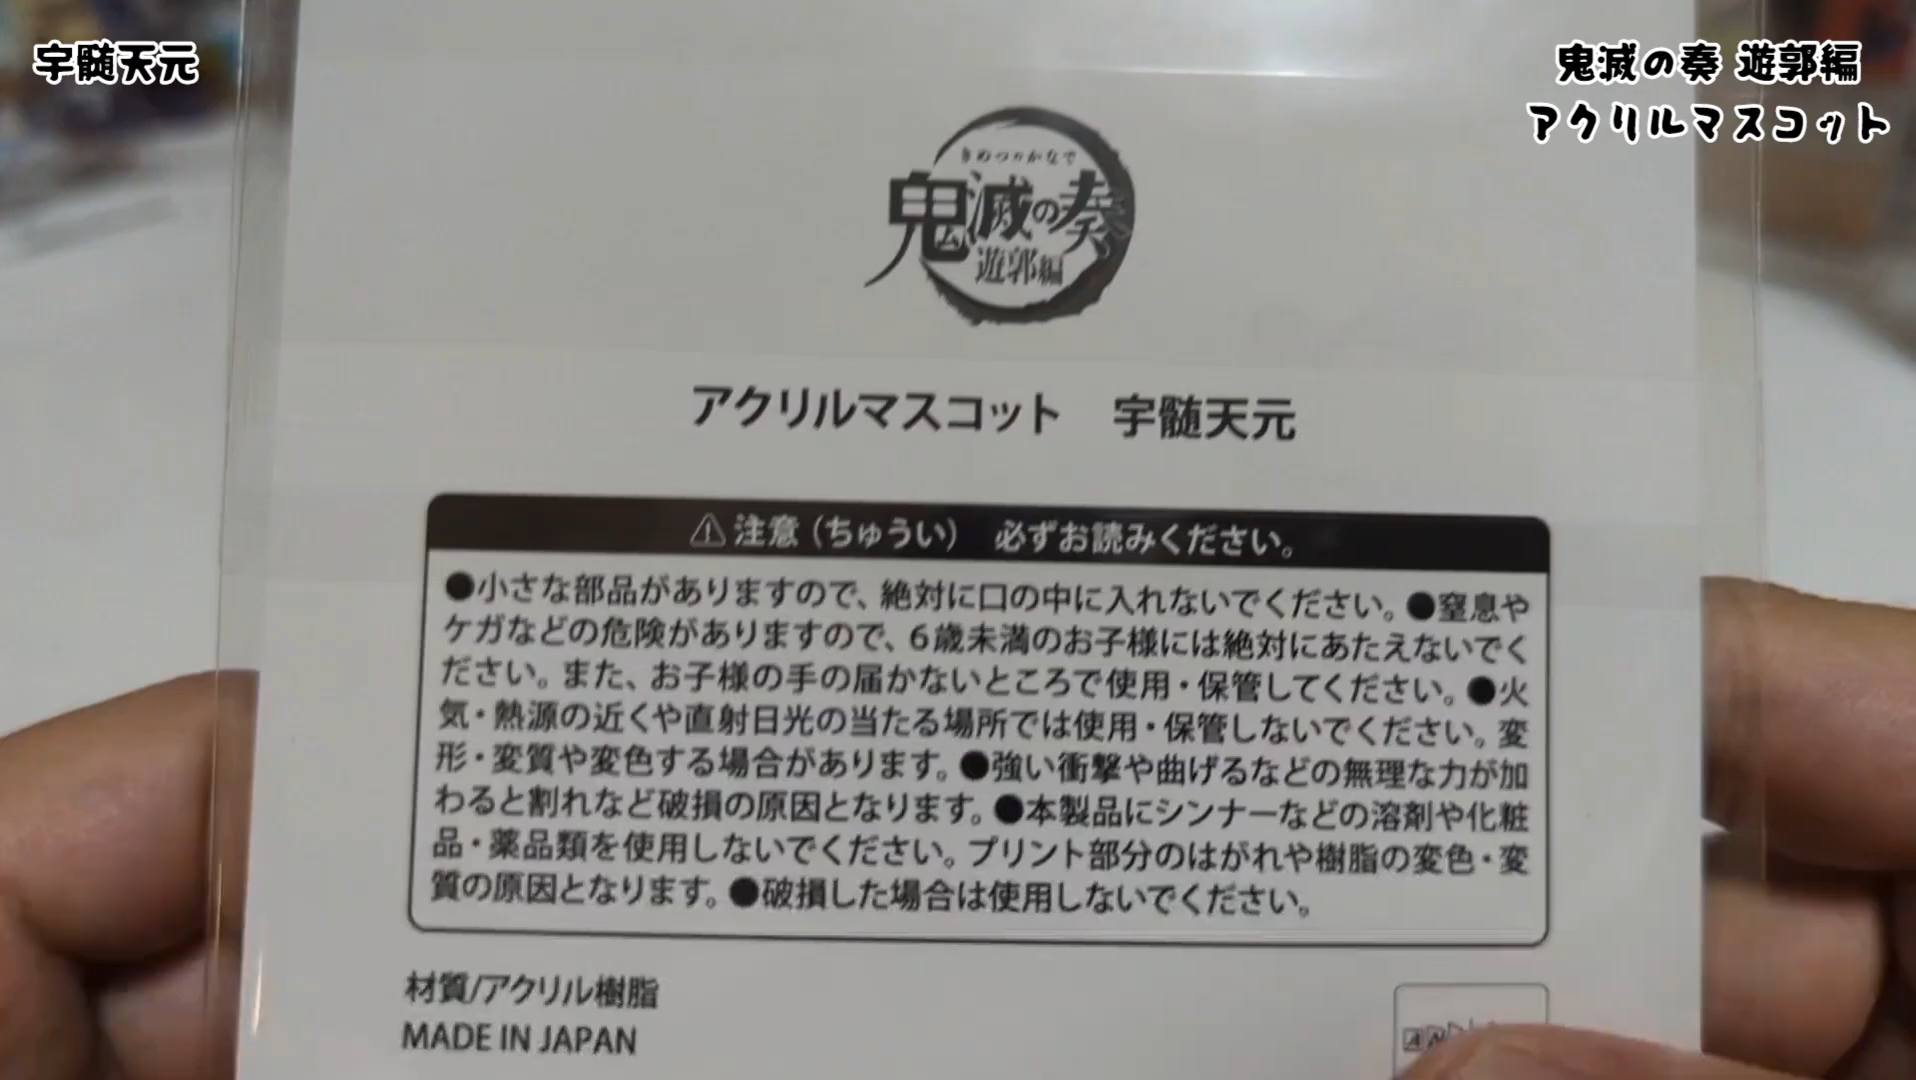 宇髄天元
鬼滅の奏 遊郭編
アクリルマスコット
きめつのかなで
鬼滅の奏
遊郭編
アクリルマスコット 宇髄天元
⚠注意（ちゅうい） 必ずお読みください。
●小さな部品がありますので、絶対に口の中に入れないでください。●窒息や
ケガなどの危険がありますので、6歳未満のお子様には絶対にあたえないでく
ださい。また、お子様の手の届かないところで使用・保管してください。●火
気・熱源の近くや直射日光の当たる場所では使用・保管しないでください。変
形・変質や変色する場合があります。●強い衝撃や曲げるなどの無理な力が加
わると割れなど破損の原因となります。●本製品にシンナーなどの溶剤や化粧
品・薬品類を使用しないでください。プリント部分のはがれや樹脂の変色・変
質の原因となります。●破損した場合は使用しないでください。
材質/アクリル樹脂
MADE IN JAPAN